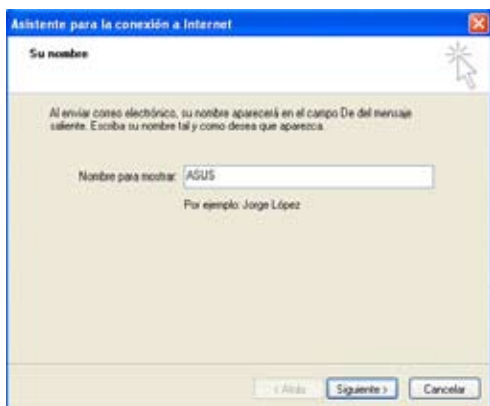 Asistente para la conexión a Internet
Su nombre
Al enviar correo electrónico, su nombre aparecerá en el campo De del mensaje
saliente. Escriba su nombre tal y como desea que aparezca.
Nombre para mostrar: ASUS
Por ejemplo: Jorge López
< Atrás Siguiente > Cancelar